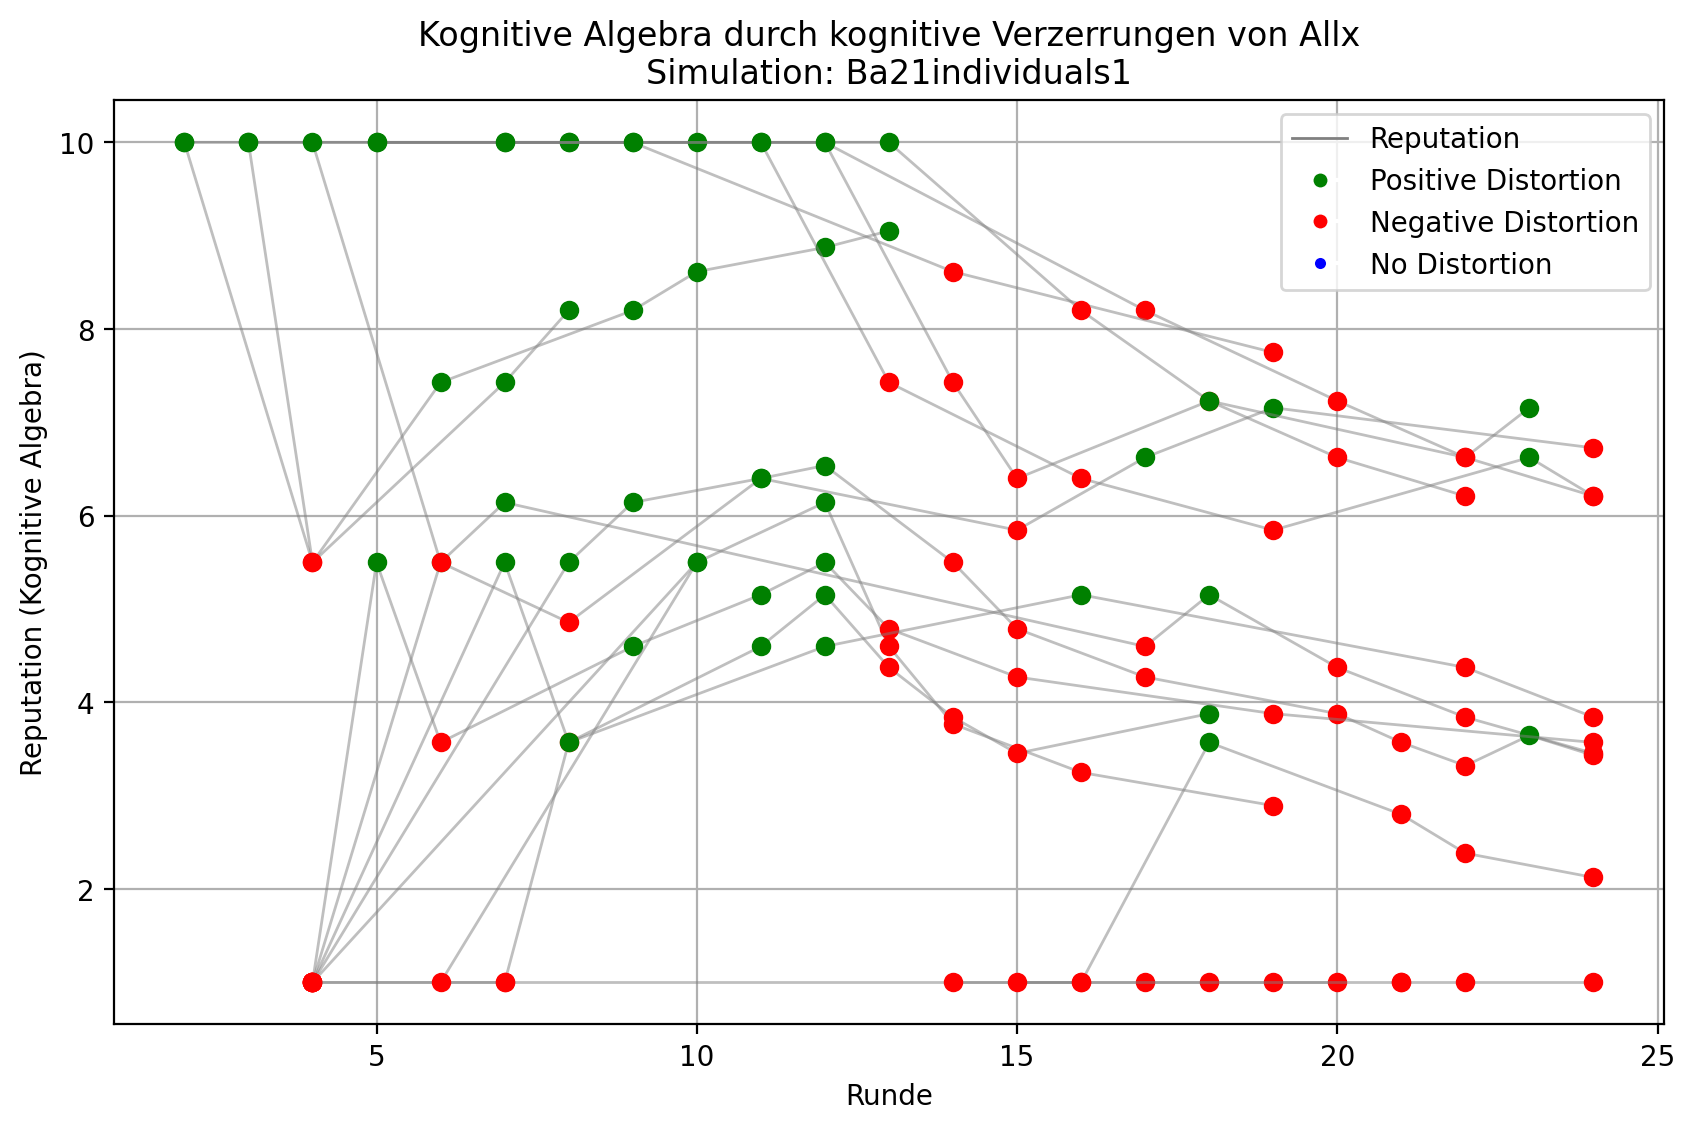 Kognitive Algebra durch kognitive Verzerrungen von Allx
Simulation: Ba21individuals1
Reputation
Positive Distortion
Negative Distortion
No Distortion
Reputation (Kognitive Algebra)
10
8
6
4
2
5
10
15
20
25
Runde